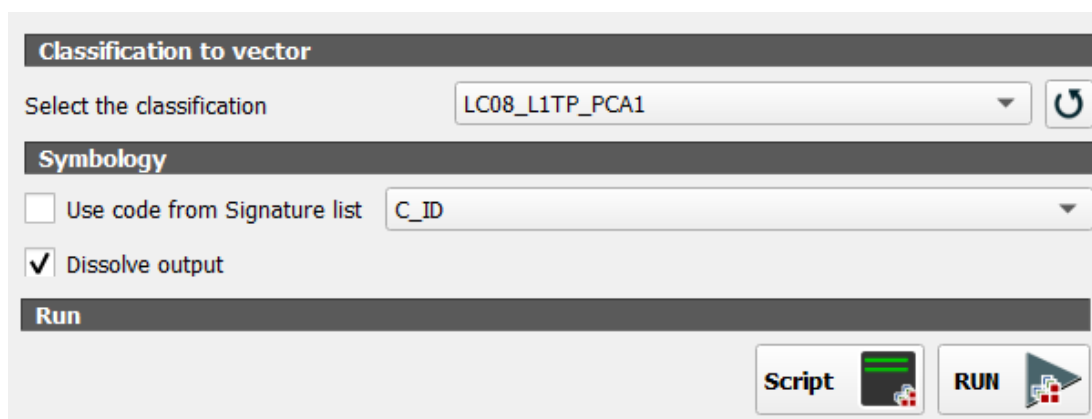 Classification to vector
Select the classification LC08_L1TP_PCA1
Symbology
Use code from Signature list C_ID
Dissolve output
Run
Script RUN